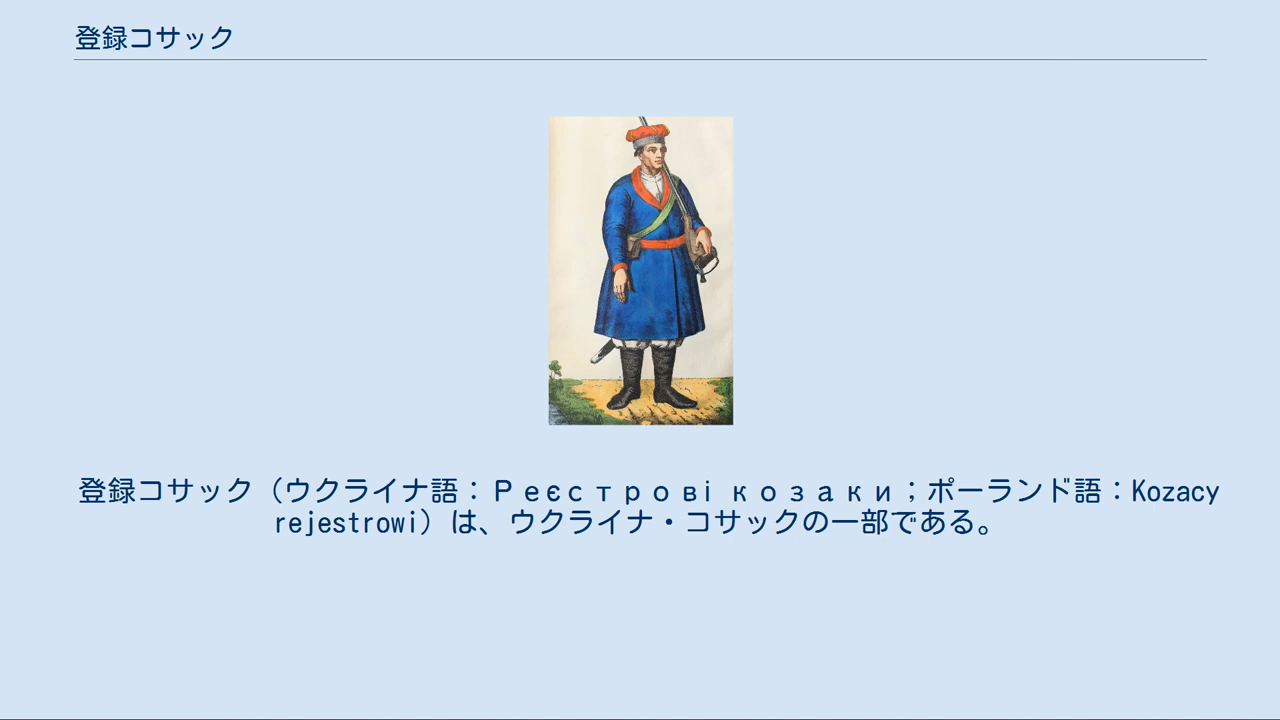 登録コサック
登録コサック（ウクライナ語：Реєстрові козаки；ポーランド語：Kozacy
rejestrowi）は、ウクライナ・コサックの一部である。